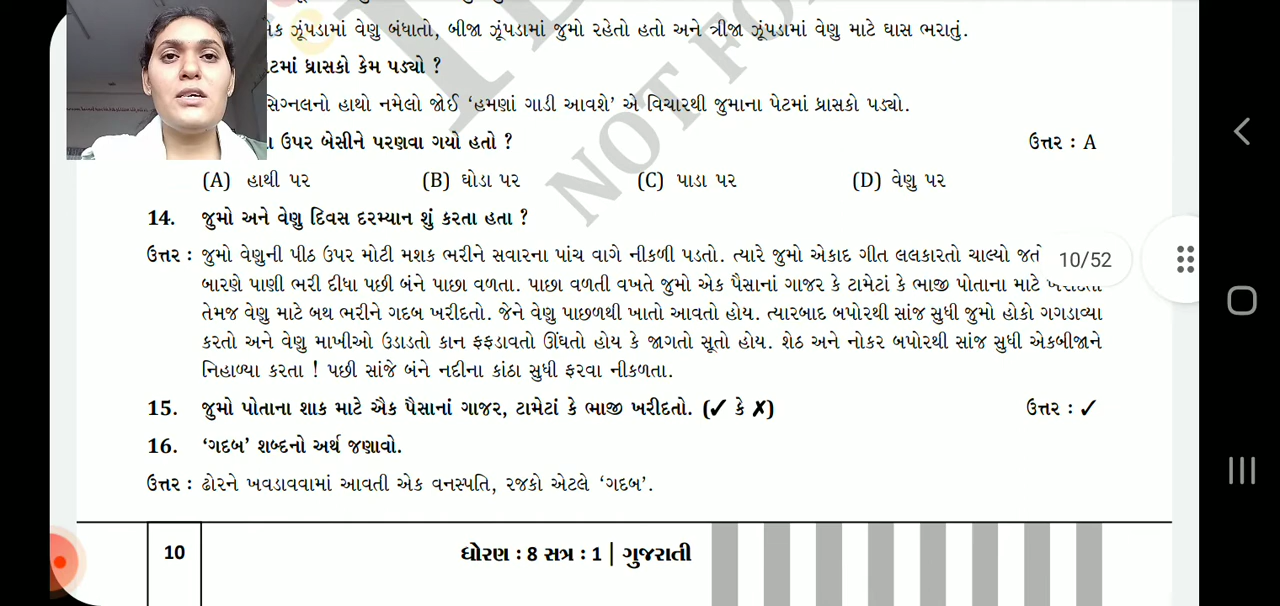 ઝૂંપડામાં વેણુ બંધાતો, બીજા ઝૂંપડામાં જુમો રહેતો હતો અને ત્રીજા ઝૂંપડામાં વેણુ માટે ઘાસ ભરાતું.
પેટમાં ધ્રાસકો કેમ પડ્યો ?
સિગ્નલનો હાથો નમેલો જોઈ ‘હમણાં ગાડી આવશે’ એ વિચારથી જુમાના પેટમાં ધ્રાસકો પડ્યો.
ઉપર બેસીને પરણવા ગયો હતો ? ઉત્તર : A
(A) હાથી પર (B) ઘોડા પર (C) પાડા પર (D) વેણુ પર
14. જુમો અને વેણુ દિવસ દરમ્યાન શું કરતા હતા ?
ઉત્તર : જુમો વેણુની પીઠ ઉપર મોટી મશક ભરીને સવારના પાંચ વાગે નીકળી પડતો. ત્યારે જુમો એકાદ ગીત લલકારતો ચાલ્યો
બારણે પાણી ભરી દીધા પછી બંને પાછા વળતા. પાછા વળતી વખતે જુમો એક પૈસાનાં ગાજર કે ટામેટાં કે ભાજી પોતાના માટે
તેમજ વેણુ માટે બથ ભરીને ગદબ ખરીદતો. જેને વેણુ પાછળથી ખાતો આવતો હોય. ત્યારબાદ બપોરથી સાંજ સુધી જુમો હોકો ગગડાવ્યા
કરતો અને વેણુ માખીઓ ઉડાડતો કાન ફફડાવતો ઊંઘતો હોય કે જાગતો સૂતો હોય. શેઠ અને નોકર બપોરથી સાંજ સુધી એકબીજાને
નિહાળ્યા કરતા ! પછી સાંજે બંને નદીના કાંઠા સુધી ફરવા નીકળતા.
15. જુમો પોતાના શાક માટે એક પૈસાનાં ગાજર, ટામેટાં કે ભાજી ખરીદતો. (✓ કે ✗) ઉત્તર : ✓
16. ‘ગદબ’ શબ્દનો અર્થ જણાવો.
ઉત્તર : ઢોરને ખવડાવવામાં આવતી એક વનસ્પતિ, રજકો એટલે ‘ગદબ’.
10 ધોરણ : 8 સત્ર : 1 | ગુજરાતી
10/52
NOT FO